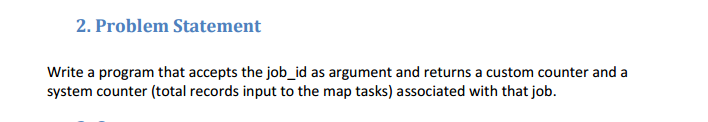 2. Problem Statement
Write a program that accepts the job_id as argument and returns a custom counter and a
system counter (total records input to the map tasks) associated with that job.